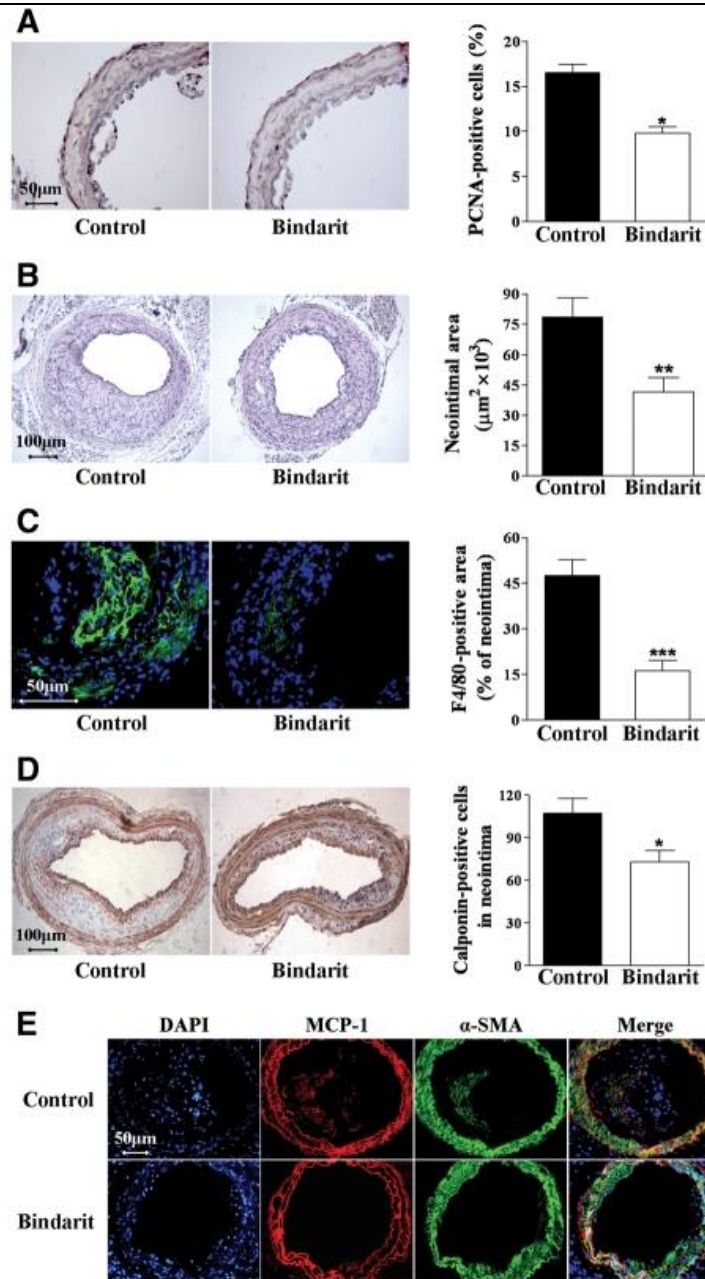 A
PCNA-positive cells (%)
20
15
10
5
0
*
50μm
Control
Bindarit
Control
Bindarit
B
Neointimal area
(μm² × 10³)
90
75
60
45
30
15
0
**
100μm
Control
Bindarit
Control
Bindarit
C
F4/80-positive area
(% of neointima)
60
45
30
15
0
***
50μm
Control
Bindarit
Control
Bindarit
D
Calponin-positive cells
in neointima
120
90
60
30
0
*
100μm
Control
Bindarit
Control
Bindarit
E
DAPI
MCP-1
α-SMA
Merge
Control
50μm
Bindarit